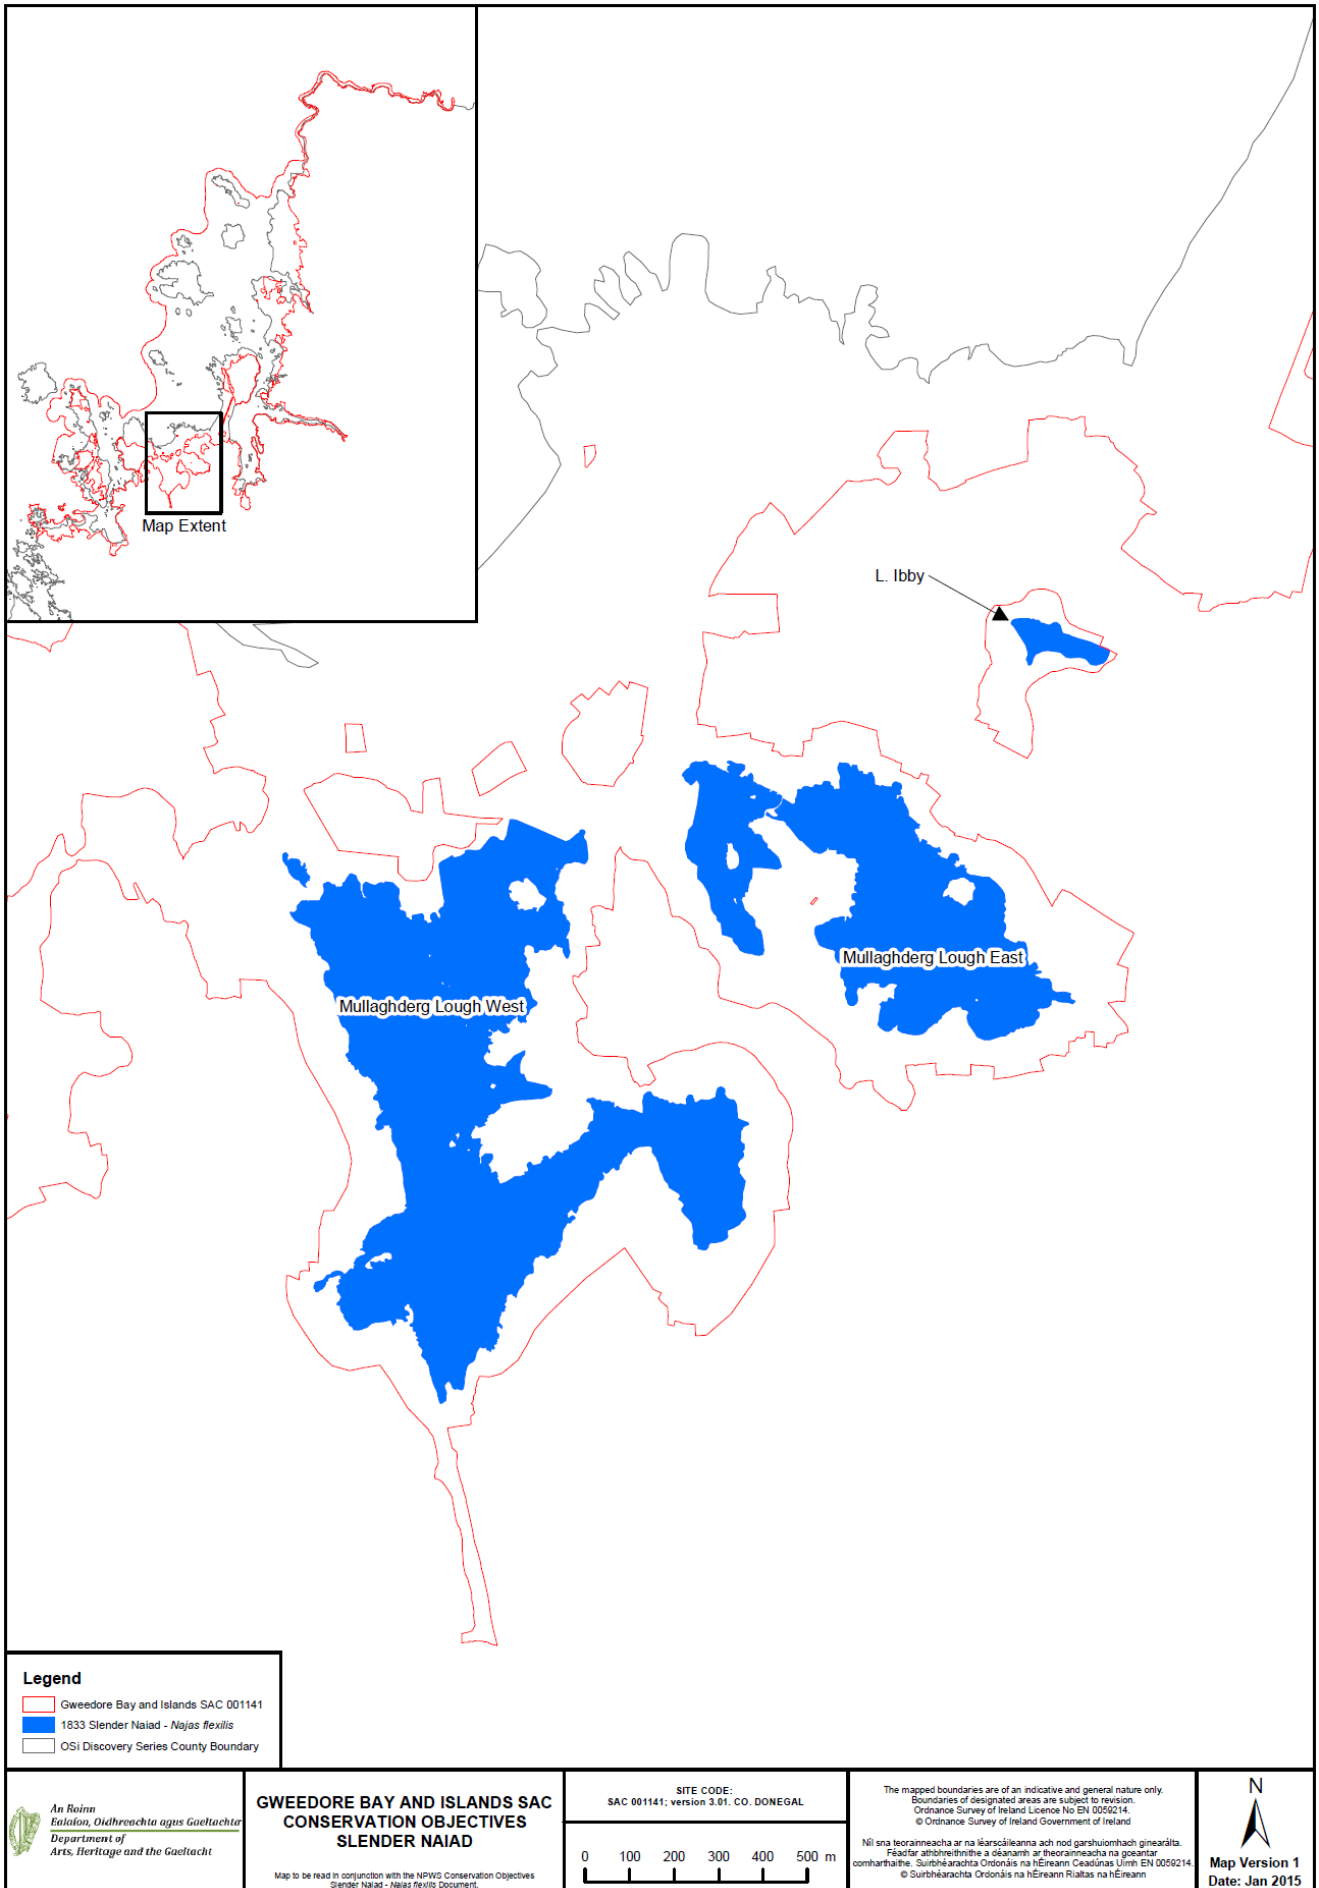 Map Extent
L. Ibby
Mullaghderg Lough East
Mullaghderg Lough West
Legend
Gweedore Bay and Islands SAC 001141
1833 Slender Naiad - Najas flexilis
OSi Discovery Series County Boundary
An Roinn
Ealaíon, Oidhreachta agus Gaeltachta
Department of
Arts, Heritage and the Gaeltacht
GWEEDORE BAY AND ISLANDS SAC
CONSERVATION OBJECTIVES
SLENDER NAIAD
Map to be read in conjunction with the NPWS Conservation Objectives
Slender Naiad - Najas flexilis Document.
SITE CODE:
SAC 001141; version 3.01. CO. DONEGAL
0 100 200 300 400 500 m
The mapped boundaries are of an indicative and general nature only.
Boundaries of designated areas are subject to revision.
Ordnance Survey of Ireland Licence No EN 0059214.
© Ordnance Survey of Ireland Government of Ireland
Níl sna teorainneacha ar na léarscáileanna ach nod garshuiomhach ginearálta.
Féadfar athbhreithnithe a déanamh ar theorainneacha na gceantar
comharthaithe. Suirbhéarachta Ordonáis na hÉireann Ceadúnas Uimh EN 0059214.
© Suirbhéarachta Ordonáis na hÉireann Rialtas na hÉireann
N
Map Version 1
Date: Jan 2015